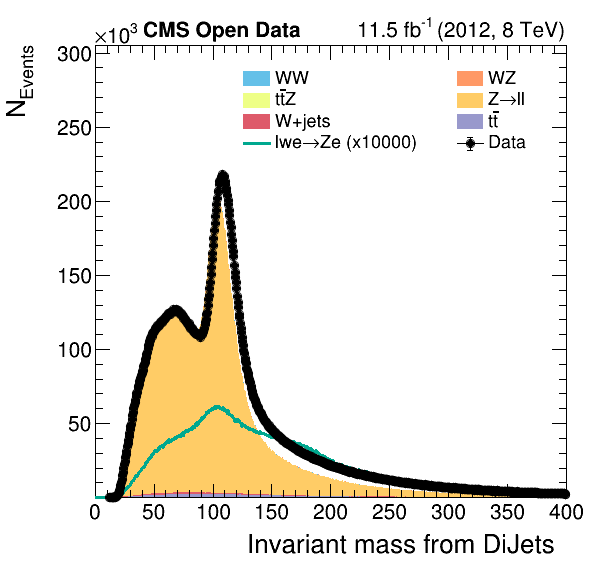 ×10³ CMS Open Data 11.5 fb⁻¹ (2012, 8 TeV)
N_Events
300
250
200
150
100
50
WW WZ
tt̄Z Z→ll
W+jets tt̄
lwe→Ze (x10000) Data
0 50 100 150 200 250 300 350 400
Invariant mass from DiJets